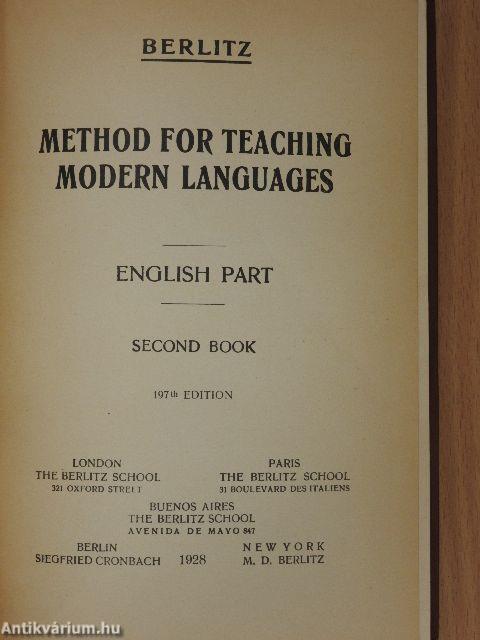 BERLITZ
METHOD FOR TEACHING
MODERN LANGUAGES
ENGLISH PART
SECOND BOOK
197th EDITION
LONDON
THE BERLITZ SCHOOL
321 OXFORD STREET
PARIS
THE BERLITZ SCHOOL
31 BOULEVARD DES ITALIENS
BUENOS AIRES
THE BERLITZ SCHOOL
AVENIDA DE MAYO 847
BERLIN
SIEGFRIED CRONBACH
1928
NEW YORK
M. D. BERLITZ
Antikvárium.hu